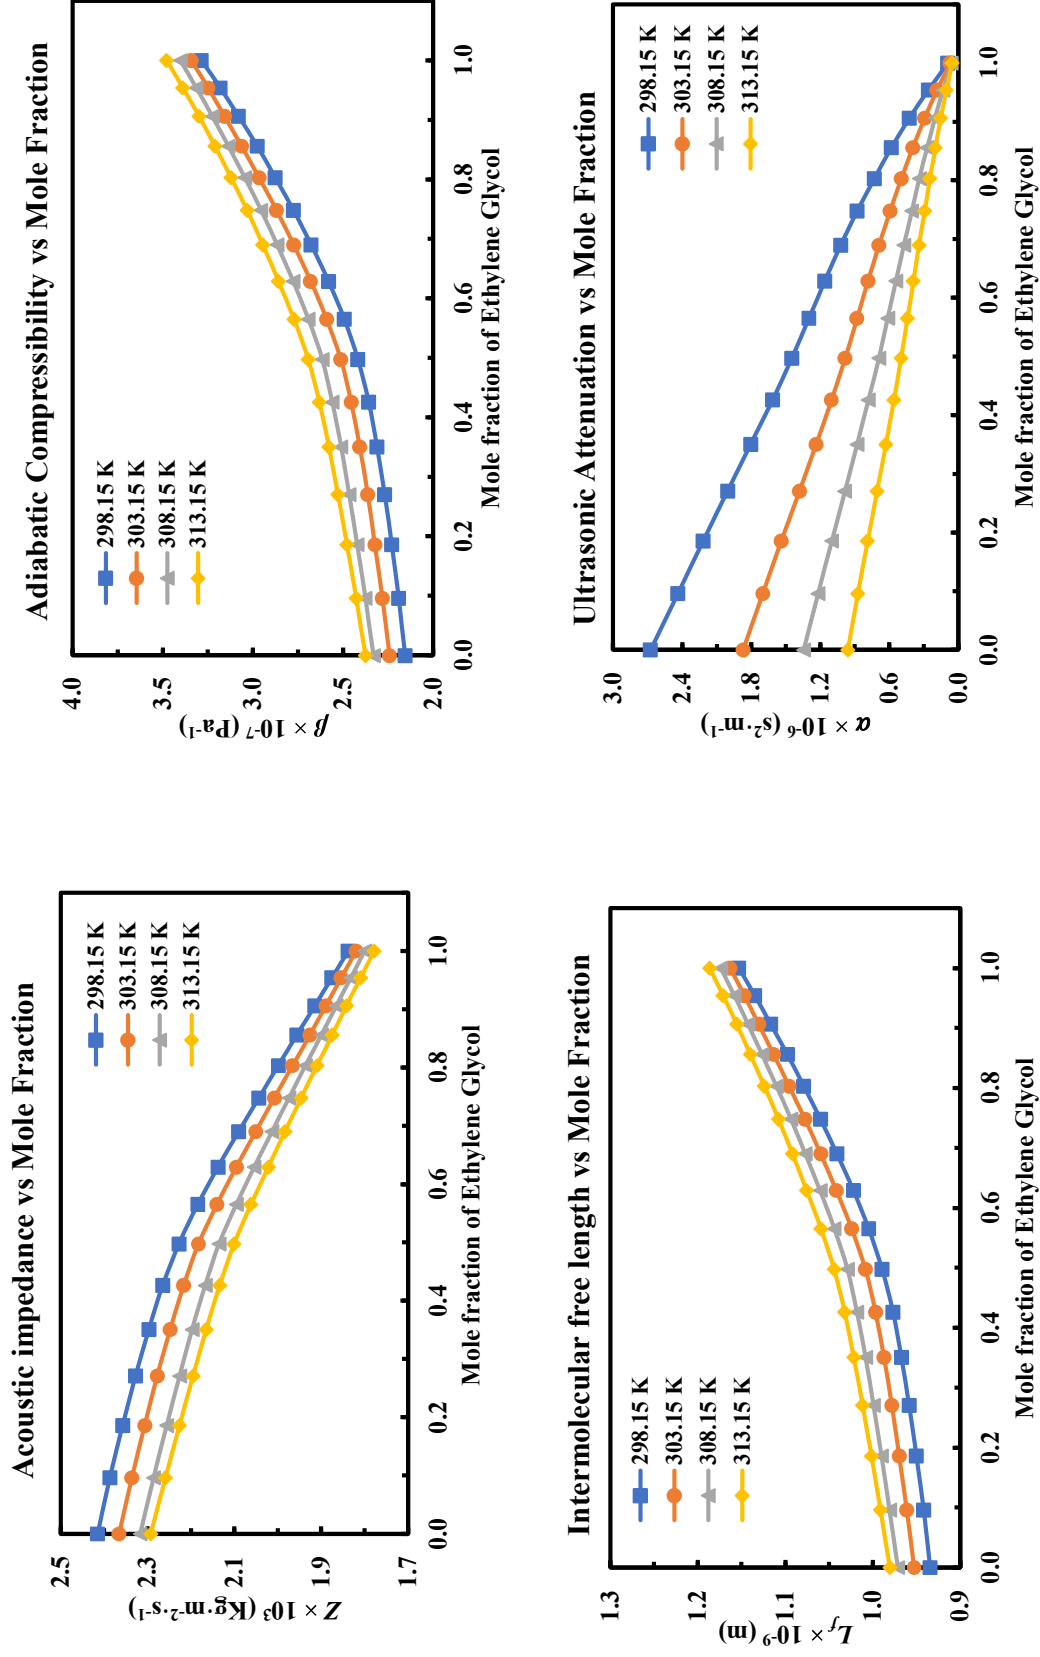 Acoustic impedance vs Mole Fraction
298.15 K
303.15 K
308.15 K
313.15 K
2.5
2.3
2.1
1.9
1.7
Z × 10³ (Kg·m⁻²·s⁻¹)
0.0 0.2 0.4 0.6 0.8 1.0
Mole fraction of Ethylene Glycol
Adiabatic Compressibility vs Mole Fraction
298.15 K
303.15 K
308.15 K
313.15 K
4.0
3.5
3.0
2.5
2.0
β × 10⁻⁷ (Pa⁻¹)
0.0 0.2 0.4 0.6 0.8 1.0
Mole fraction of Ethylene Glycol
Intermolecular free length vs Mole Fraction
298.15 K
303.15 K
308.15 K
313.15 K
1.3
1.2
1.1
1.0
0.9
L_f × 10⁻⁹ (m)
0.0 0.2 0.4 0.6 0.8 1.0
Mole fraction of Ethylene Glycol
Ultrasonic Attenuation vs Mole Fraction
298.15 K
303.15 K
308.15 K
313.15 K
3.0
2.4
1.8
1.2
0.6
0.0
α × 10⁻⁶ (s²·m⁻¹)
0.0 0.2 0.4 0.6 0.8 1.0
Mole fraction of Ethylene Glycol